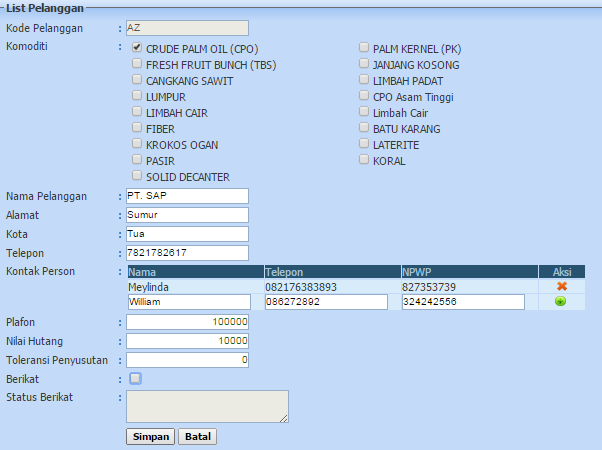 List Pelanggan
Kode Pelanggan : AZ
Komoditi : CRUDE PALM OIL (CPO) PALM KERNEL (PK)
FRESH FRUIT BUNCH (TBS) JANJANG KOSONG
CANGKANG SAWIT LIMBAH PADAT
LUMPUR CPO Asam Tinggi
LIMBAH CAIR Limbah Cair
FIBER BATU KARANG
KROKOS OGAN LATERITE
PASIR KORAL
SOLID DECANTER
Nama Pelanggan : PT. SAP
Alamat : Sumur
Kota : Tua
Telepon : 7821782617
Kontak Person : Nama Telepon NPWP Aksi
Meylinda 082176383893 827353739
William 086272892 324242556
Plafon : 100000
Nilai Hutang : 10000
Toleransi Penyusutan : 0
Berikat :
Status Berikat :
Simpan Batal